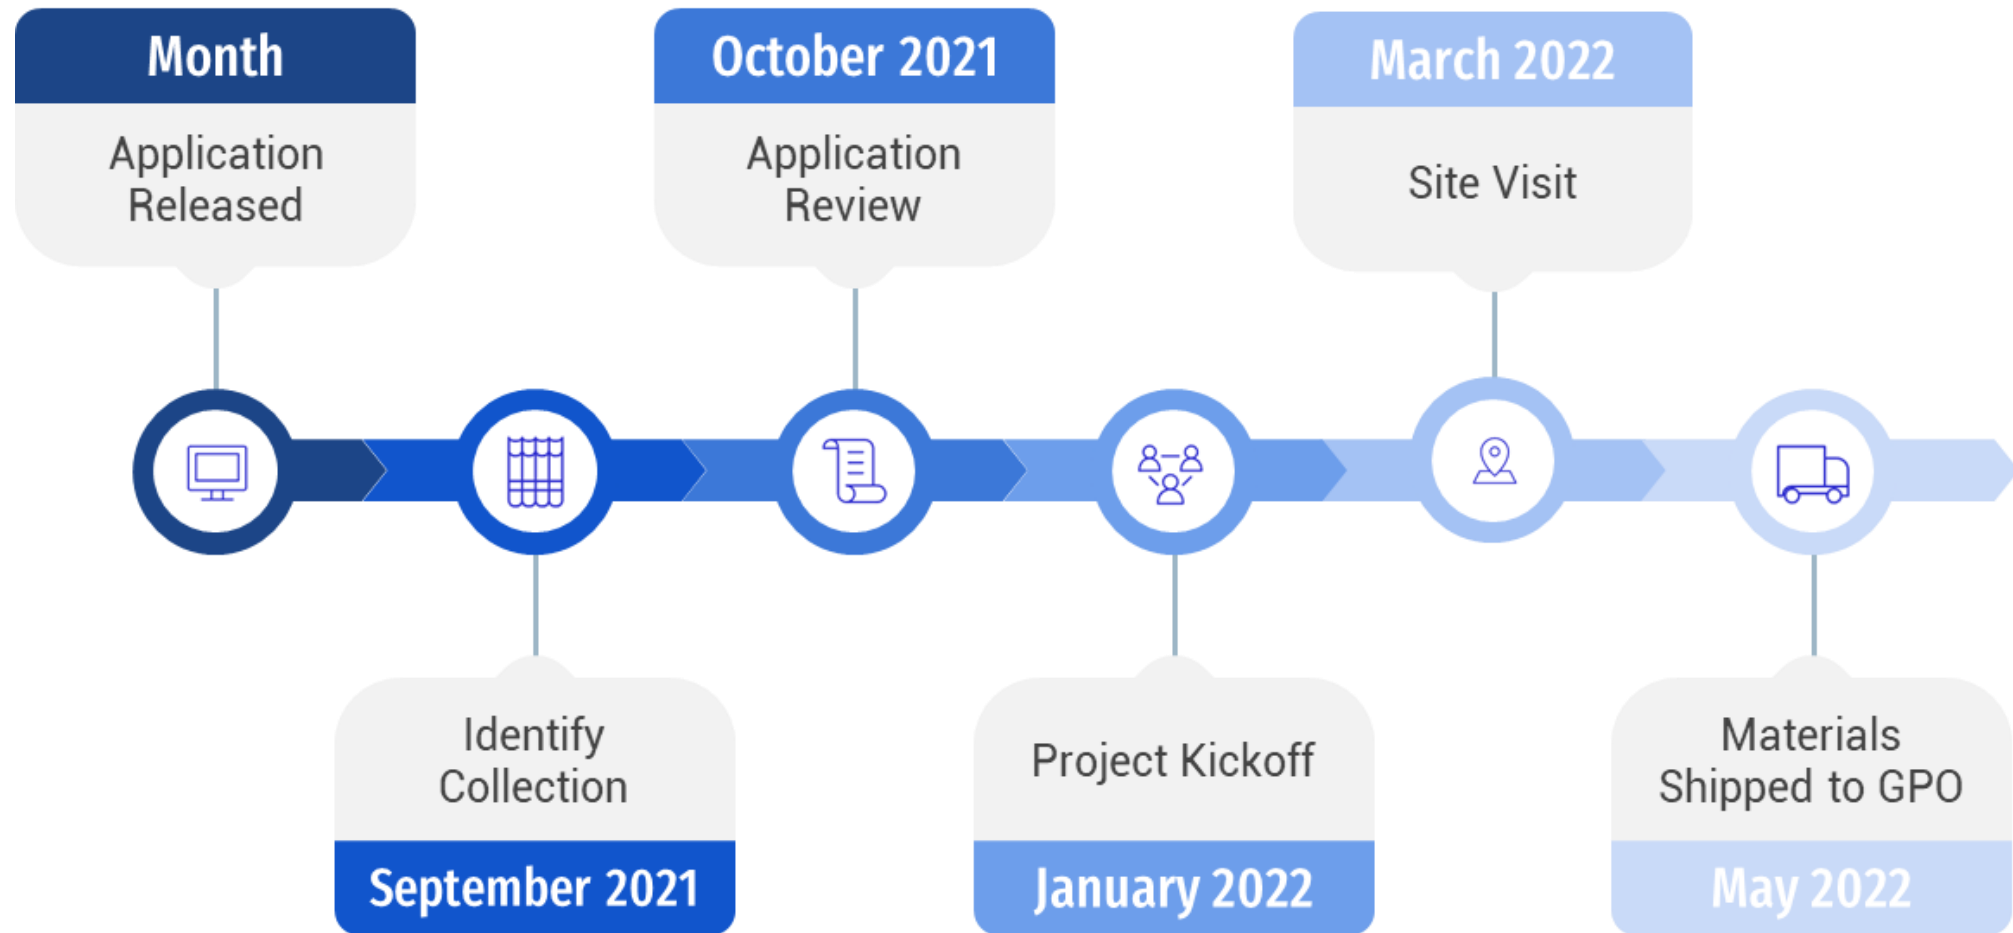 Month
Application
Released
Identify
Collection
September 2021
October 2021
Application
Review
Project Kickoff
January 2022
March 2022
Site Visit
Materials
Shipped to GPO
May 2022